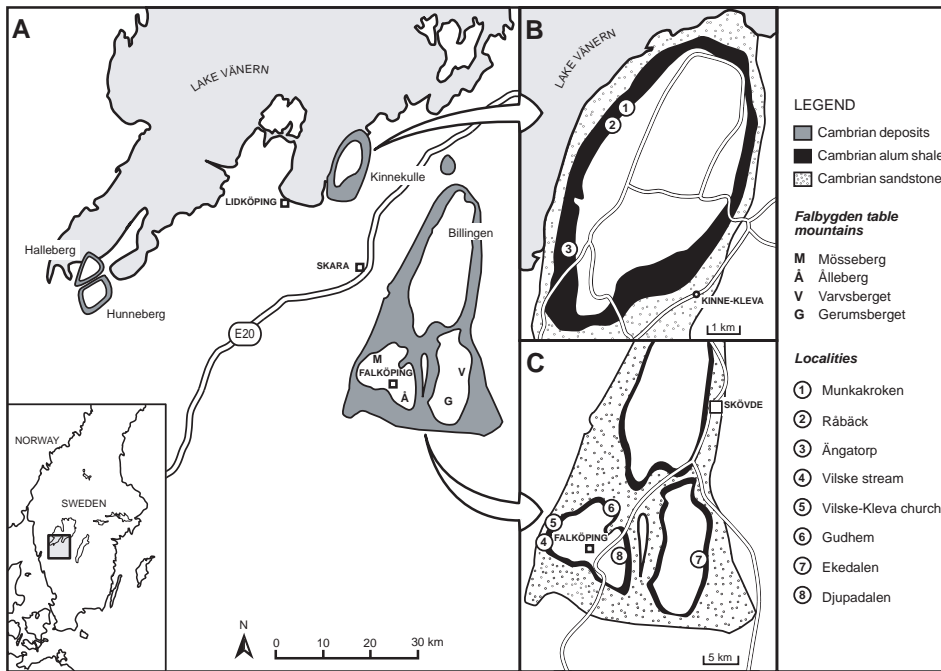 A
LAKE VÄNERN
Kinnekulle
LIDKÖPING
Billingen
Halleberg
SKARA
Hunneberg
E20
M
FALKÖPING
V
Å
G
NORWAY
SWEDEN
N
0 10 20 30 km
B
LAKE VÄNERN
1
2
3
KINNE-KLEVA
1 km
C
SKÖVDE
6
5
FALKÖPING
4
8
7
5 km
LEGEND
Cambrian deposits
Cambrian alum shale
Cambrian sandstone
Falbygden table
mountains
M Mösseberg
Å Ålleberg
V Varvsberget
G Gerumsberget
Localities
1 Munkakroken
2 Råbäck
3 Ängatorp
4 Vilske stream
5 Vilske-Kleva church
6 Gudhem
7 Ekedalen
8 Djupadalen